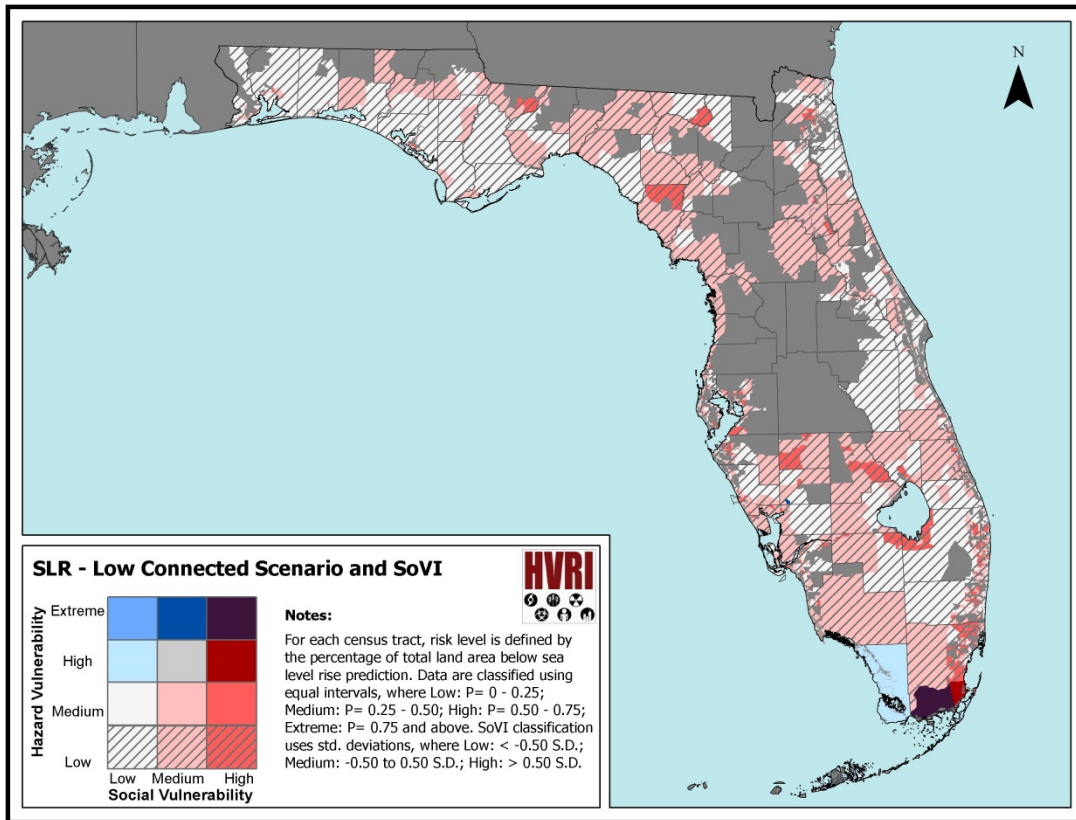 N
SLR - Low Connected Scenario and SoVI
HVRI
Hazard Vulnerability
Extreme
High
Medium
Low
Low Medium High
Social Vulnerability
Notes:
For each census tract, risk level is defined by
the percentage of total land area below sea
level rise prediction. Data are classified using
equal intervals, where Low: P= 0 - 0.25;
Medium: P= 0.25 - 0.50; High: P= 0.50 - 0.75;
Extreme: P= 0.75 and above. SoVI classification
uses std. deviations, where Low: < -0.50 S.D.;
Medium: -0.50 to 0.50 S.D.; High: > 0.50 S.D.